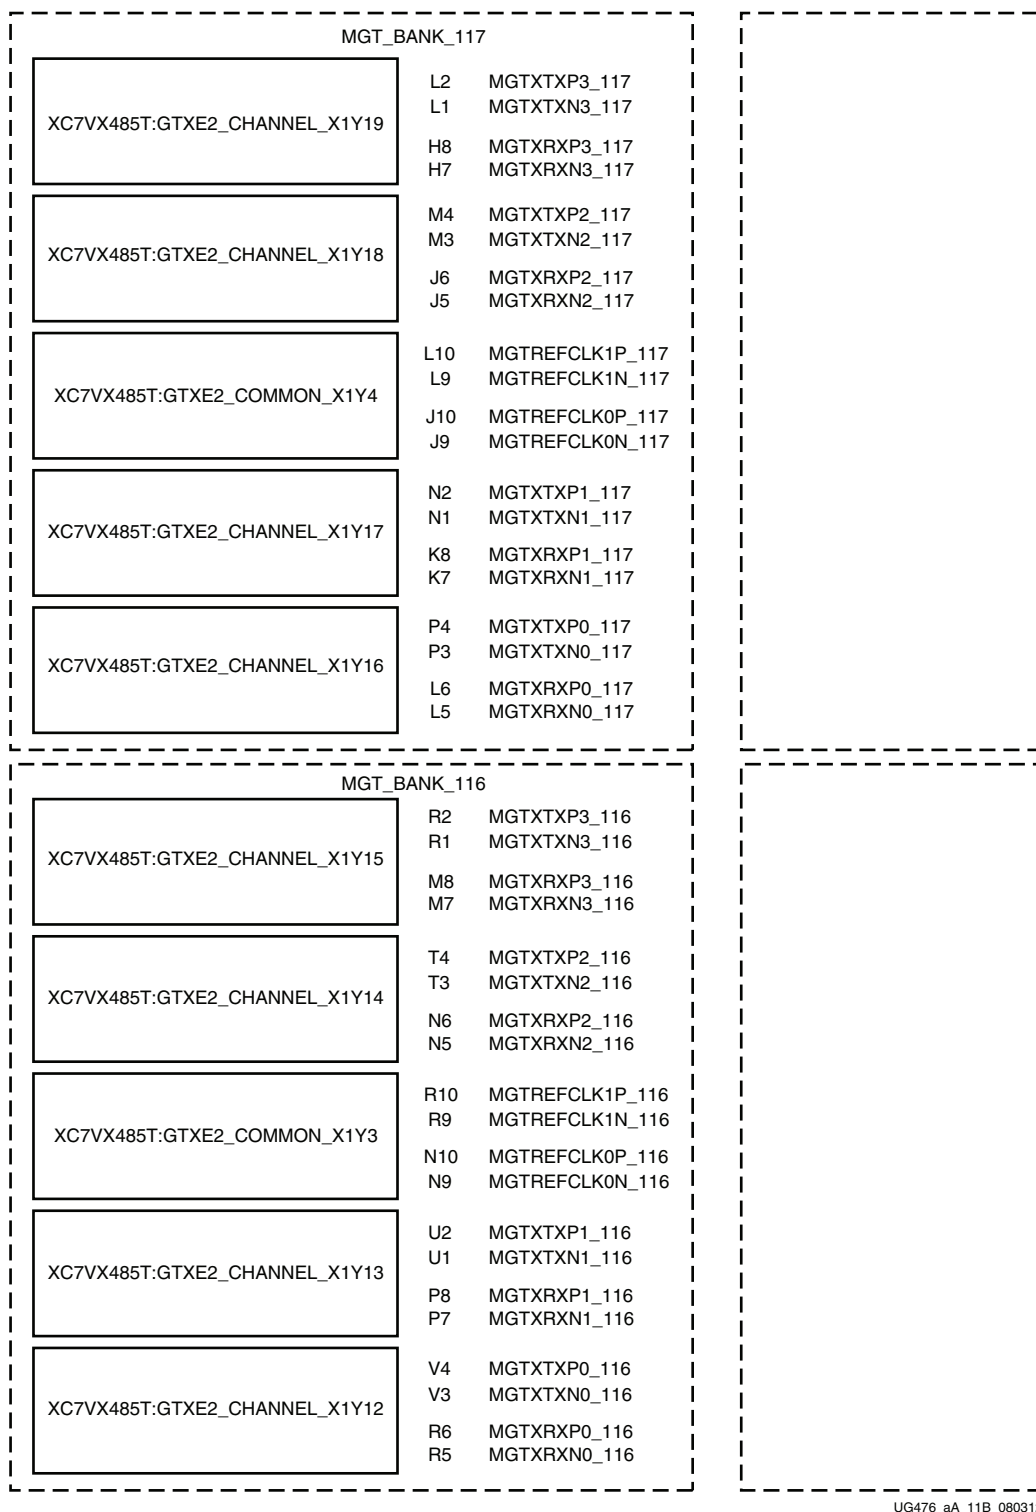 MGT_BANK_117
L2 MGTXTXP3_117
L1 MGTXTXN3_117
XC7VX485T:GTXE2_CHANNEL_X1Y19
H8 MGTXRXP3_117
H7 MGTXRXN3_117
M4 MGTXTXP2_117
M3 MGTXTXN2_117
XC7VX485T:GTXE2_CHANNEL_X1Y18
J6 MGTXRXP2_117
J5 MGTXRXN2_117
L10 MGTREFCLK1P_117
L9 MGTREFCLK1N_117
XC7VX485T:GTXE2_COMMON_X1Y4
J10 MGTREFCLK0P_117
J9 MGTREFCLK0N_117
N2 MGTXTXP1_117
N1 MGTXTXN1_117
XC7VX485T:GTXE2_CHANNEL_X1Y17
K8 MGTXRXP1_117
K7 MGTXRXN1_117
P4 MGTXTXP0_117
P3 MGTXTXN0_117
XC7VX485T:GTXE2_CHANNEL_X1Y16
L6 MGTXRXP0_117
L5 MGTXRXN0_117
MGT_BANK_116
R2 MGTXTXP3_116
R1 MGTXTXN3_116
XC7VX485T:GTXE2_CHANNEL_X1Y15
M8 MGTXRXP3_116
M7 MGTXRXN3_116
T4 MGTXTXP2_116
T3 MGTXTXN2_116
XC7VX485T:GTXE2_CHANNEL_X1Y14
N6 MGTXRXP2_116
N5 MGTXRXN2_116
R10 MGTREFCLK1P_116
R9 MGTREFCLK1N_116
XC7VX485T:GTXE2_COMMON_X1Y3
N10 MGTREFCLK0P_116
N9 MGTREFCLK0N_116
U2 MGTXTXP1_116
U1 MGTXTXN1_116
XC7VX485T:GTXE2_CHANNEL_X1Y13
P8 MGTXRXP1_116
P7 MGTXRXN1_116
V4 MGTXTXP0_116
V3 MGTXTXN0_116
XC7VX485T:GTXE2_CHANNEL_X1Y12
R6 MGTXRXP0_116
R5 MGTXRXN0_116
UG476_aA_11B_08031